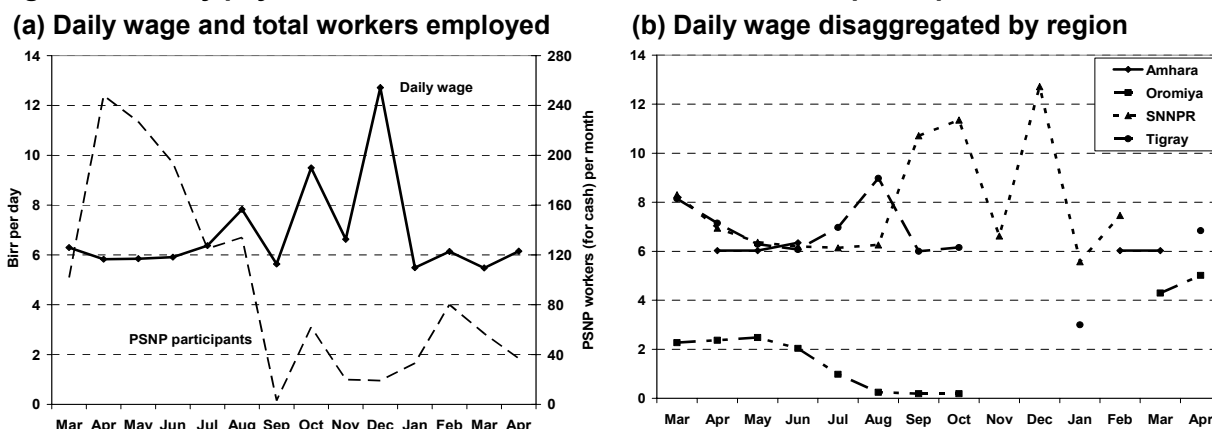 (a) Daily wage and total workers employed
14
12
10
8
6
4
2
0
Birr per day
280
240
200
160
120
80
40
0
PSNP workers (for cash) per month
Daily wage
PSNP participants
Mar Apr May Jun Jul Aug Sep Oct Nov Dec Jan Feb Mar Apr
(b) Daily wage disaggregated by region
14
12
10
8
6
4
2
0
Amhara
Oromiya
SNNPR
Tigray
Mar Apr May Jun Jul Aug Sep Oct Nov Dec Jan Feb Mar Apr